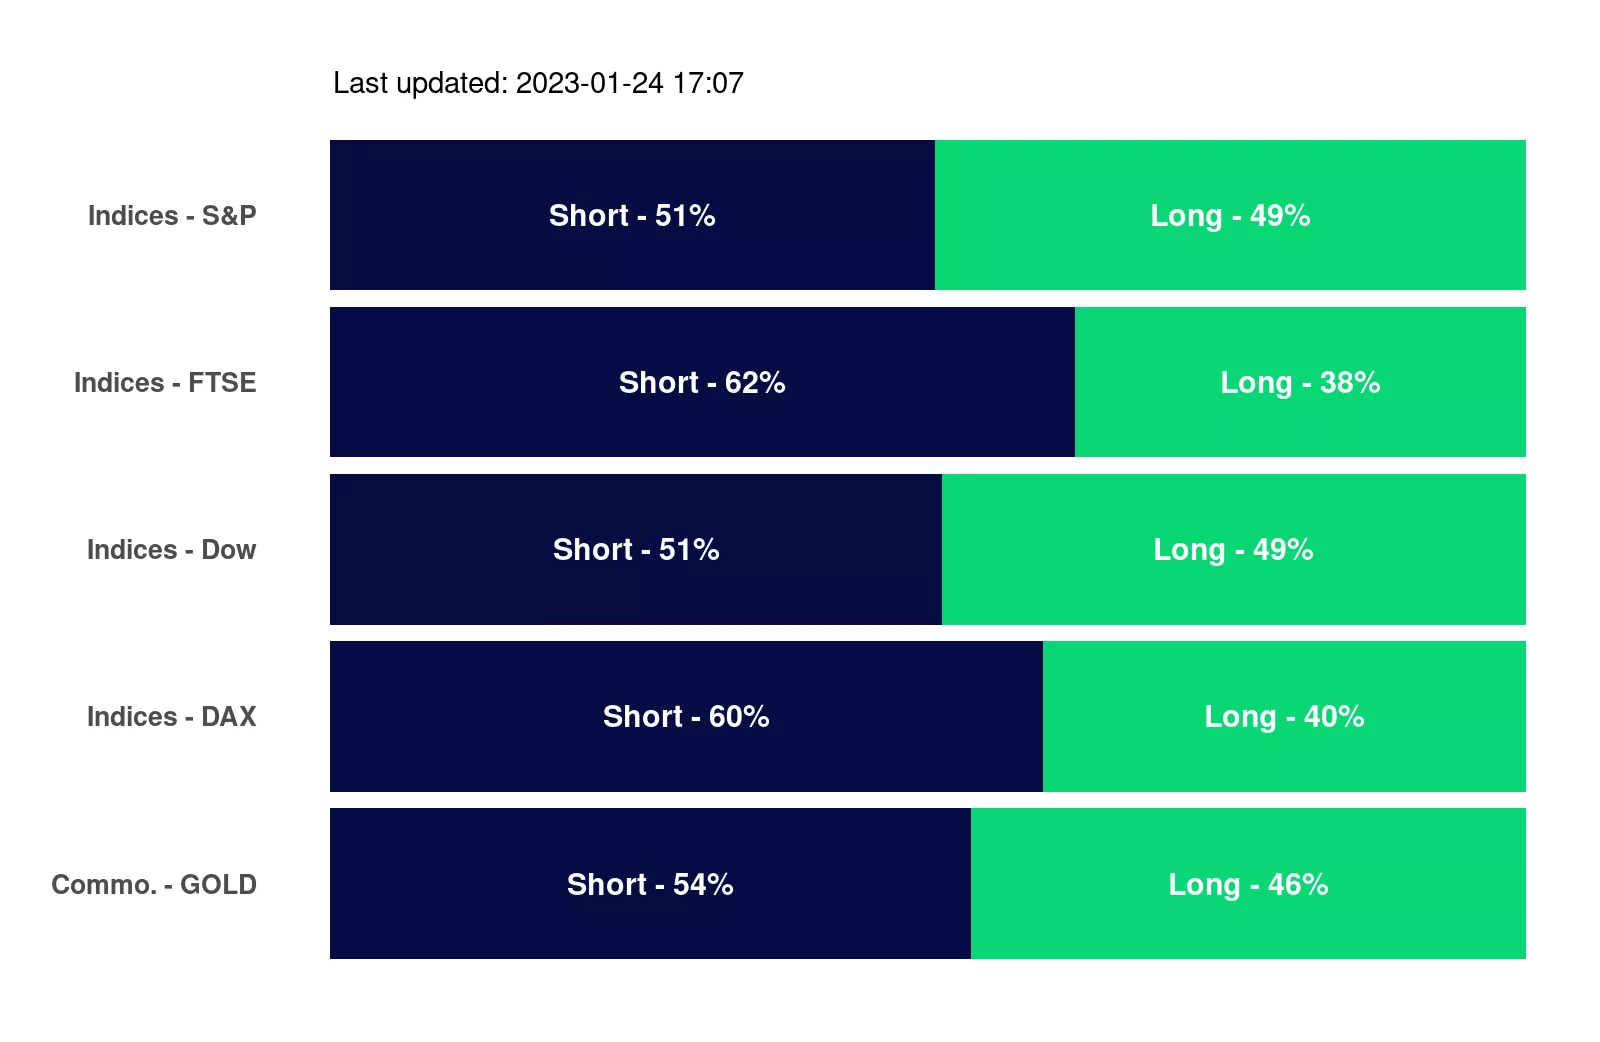 Last updated: 2023-01-24 17:07
Indices - S&P Short - 51% Long - 49%
Indices - FTSE Short - 62% Long - 38%
Indices - Dow Short - 51% Long - 49%
Indices - DAX Short - 60% Long - 40%
Commo. - GOLD Short - 54% Long - 46%